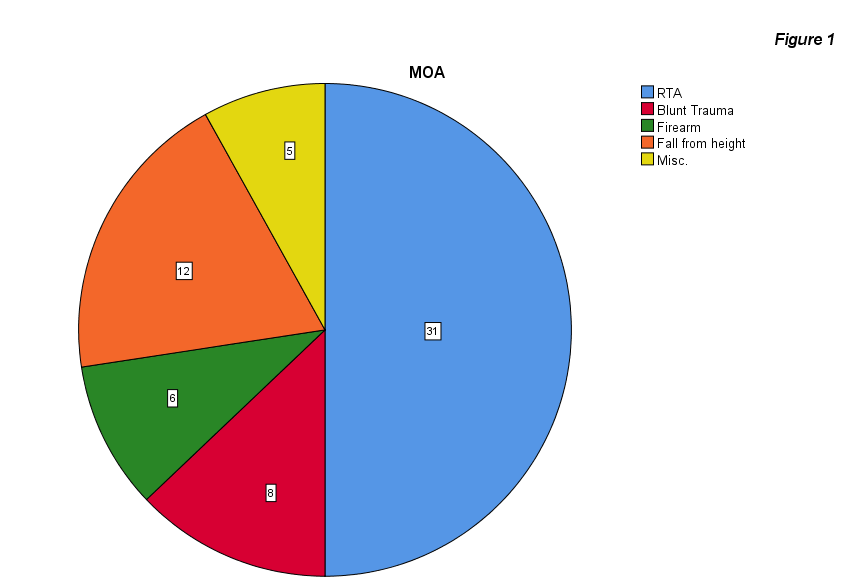 Figure 1
MOA
RTA
Blunt Trauma
Firearm
Fall from height
Misc.
5
12
31
6
8